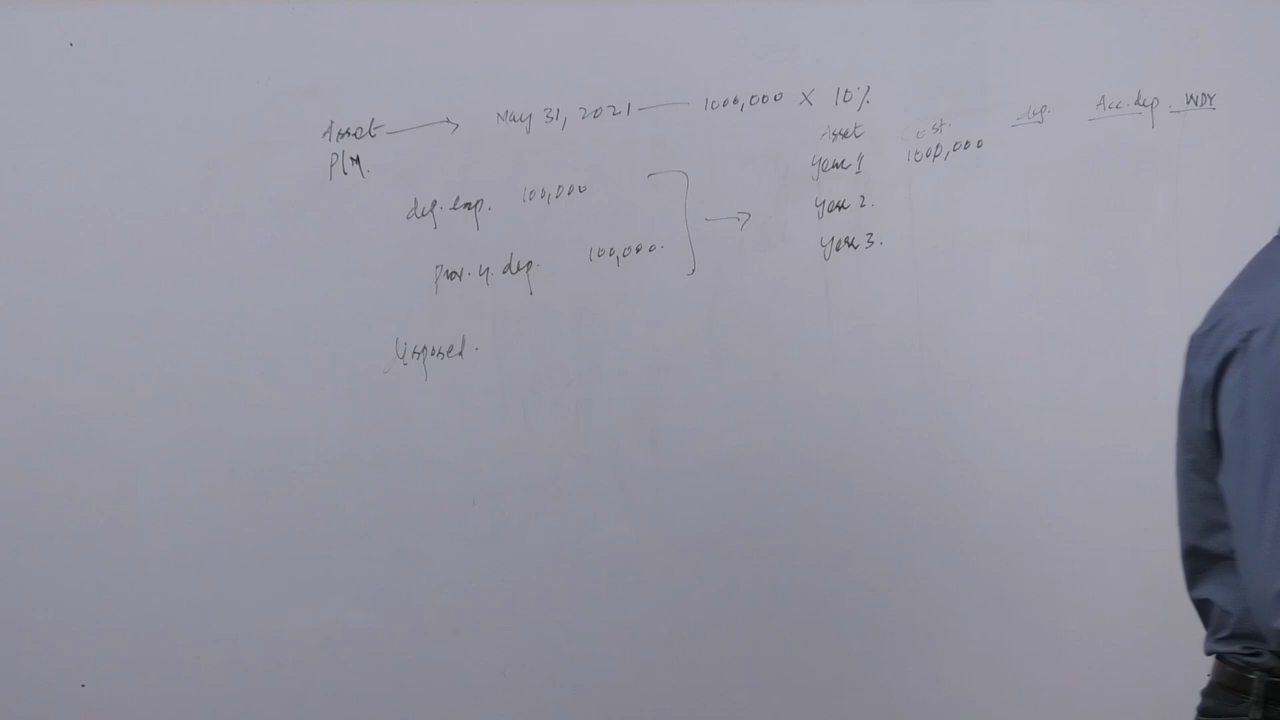 Asset → May 31, 2021 — 1000,000 × 10%
P/M.
dep. exp. 100,000
Prov. 4. dep. 100,000.
Disposed.
Asset Cost. dep. Acc. dep. WDV
Year 1 1000,000
Year 2.
Year 3.